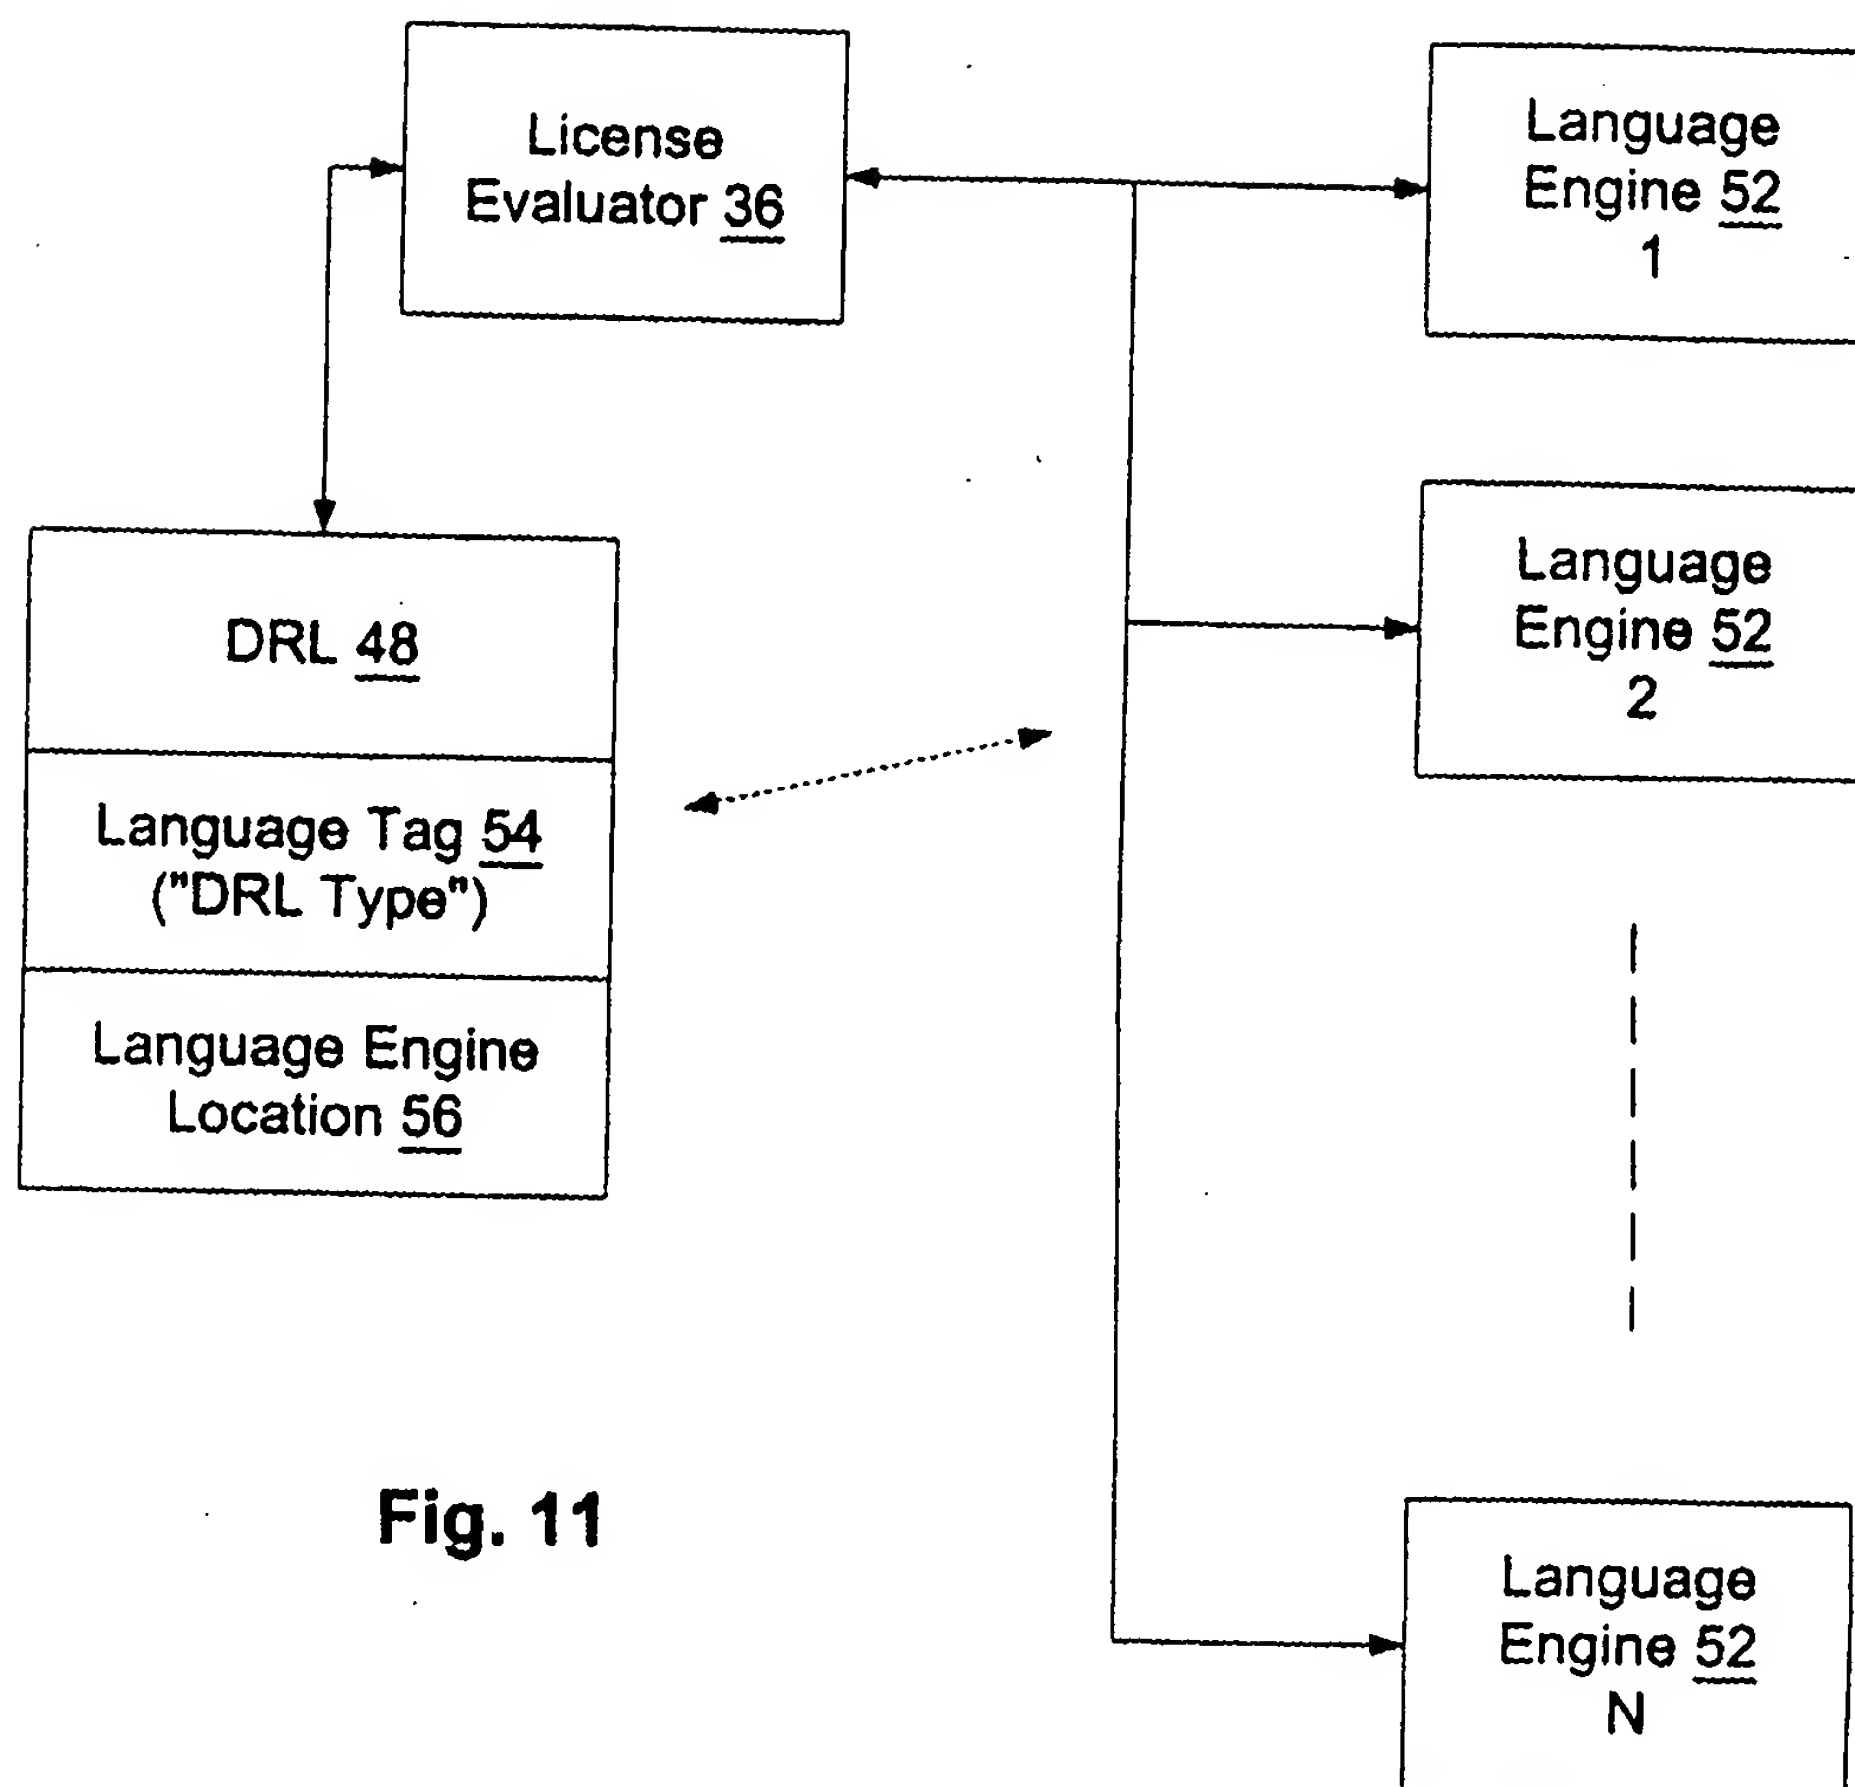 License
Evaluator 36
Language
Engine 52
1
Language
Engine 52
2
DRL 48
Language Tag 54
("DRL Type")
Language Engine
Location 56
Fig. 11
Language
Engine 52
N